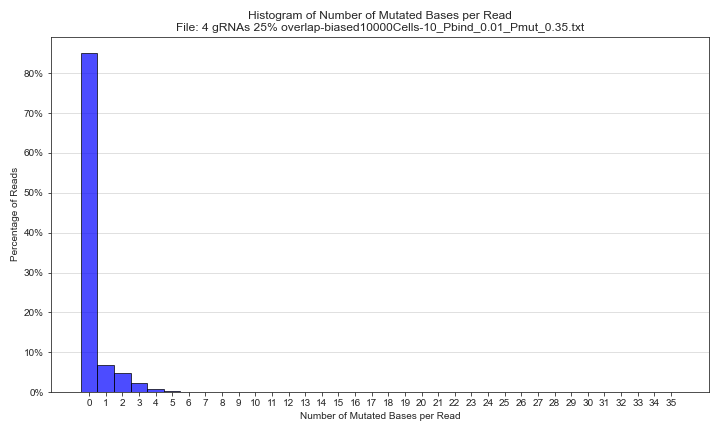 Histogram of Number of Mutated Bases per Read
File: 4 gRNAs 25% overlap-biased10000Cells-10_Pbind_0.01_Pmut_0.35.txt
Percentage of Reads
80%
70%
60%
50%
40%
30%
20%
10%
0%
0 1 2 3 4 5 6 7 8 9 10 11 12 13 14 15 16 17 18 19 20 21 22 23 24 25 26 27 28 29 30 31 32 33 34 35
Number of Mutated Bases per Read